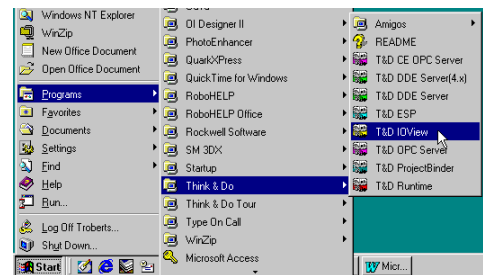 Windows NT Explorer
WinZip
New Office Document
Open Office Document
Programs
Favorites
Documents
Settings
Find
Help
Run...
Log Off Troberts...
Shut Down...
Start
OI Designer II
PhotoEnhancer
QuarkXPress
QuickTime for Windows
RoboHELP
RoboHELP Office
Rockwell Software
SM 3DX
Startup
Think & Do
Think & Do Tour
Type On Call
WinZip
Microsoft Access
Amigos
README
T&D CE OPC Server
T&D DDE Server(4.x)
T&D DDE Server
T&D ESP
T&D IOView
T&D OPC Server
T&D ProjectBinder
T&D Runtime
Micr...